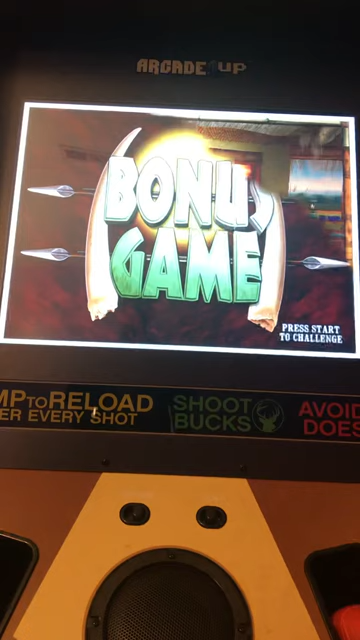 ARCADE1UP
BONUS
GAME
PRESS START
TO CHALLENGE
MP TO RELOAD
ER EVERY SHOT
SHOOT
BUCKS
AVOID
DOES